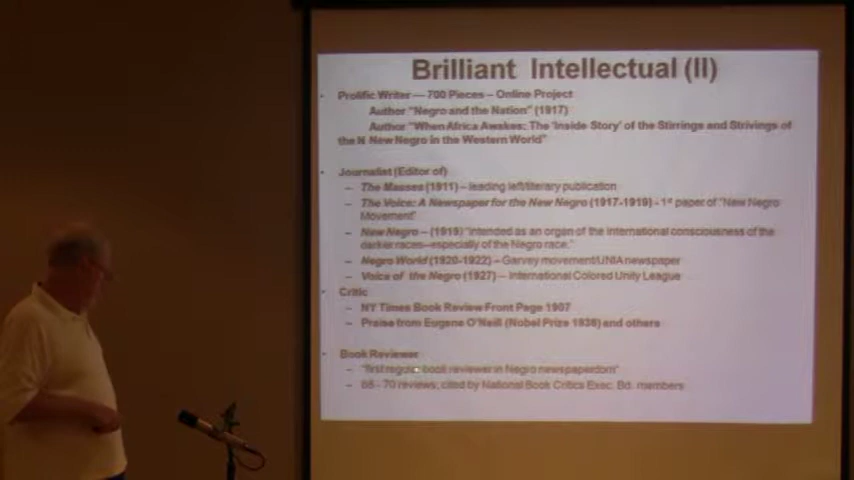 Brilliant Intellectual (II)
Prolific Writer — 700 Pieces – Online Project
Author "Negro and the Nation" (1917)
Author "When Africa Awakes: The 'Inside Story' of the Stirrings and Strivings of
the N New Negro in the Western World"
Journalist (Editor of)
– The Masses (1911) – leading left/literary publication
– The Voice: A Newspaper for the New Negro (1917-1919) - 1st paper of "New Negro
Movement"
– New Negro – (1919) "intended as an organ of the international consciousness of the
darker races--especially of the Negro race."
– Negro World (1920-1922) – Garvey movement/UNIA newspaper
– Voice of the Negro (1927) – International Colored Unity League
• Critic
– NY Times Book Review Front Page 1907
– Praise from Eugene O'Neill (Nobel Prize 1936) and others
• Book Reviewer
– "first regular book reviewer in Negro newspaperdom"
– 68 - 70 reviews, cited by National Book Critics Exec. Bd. members